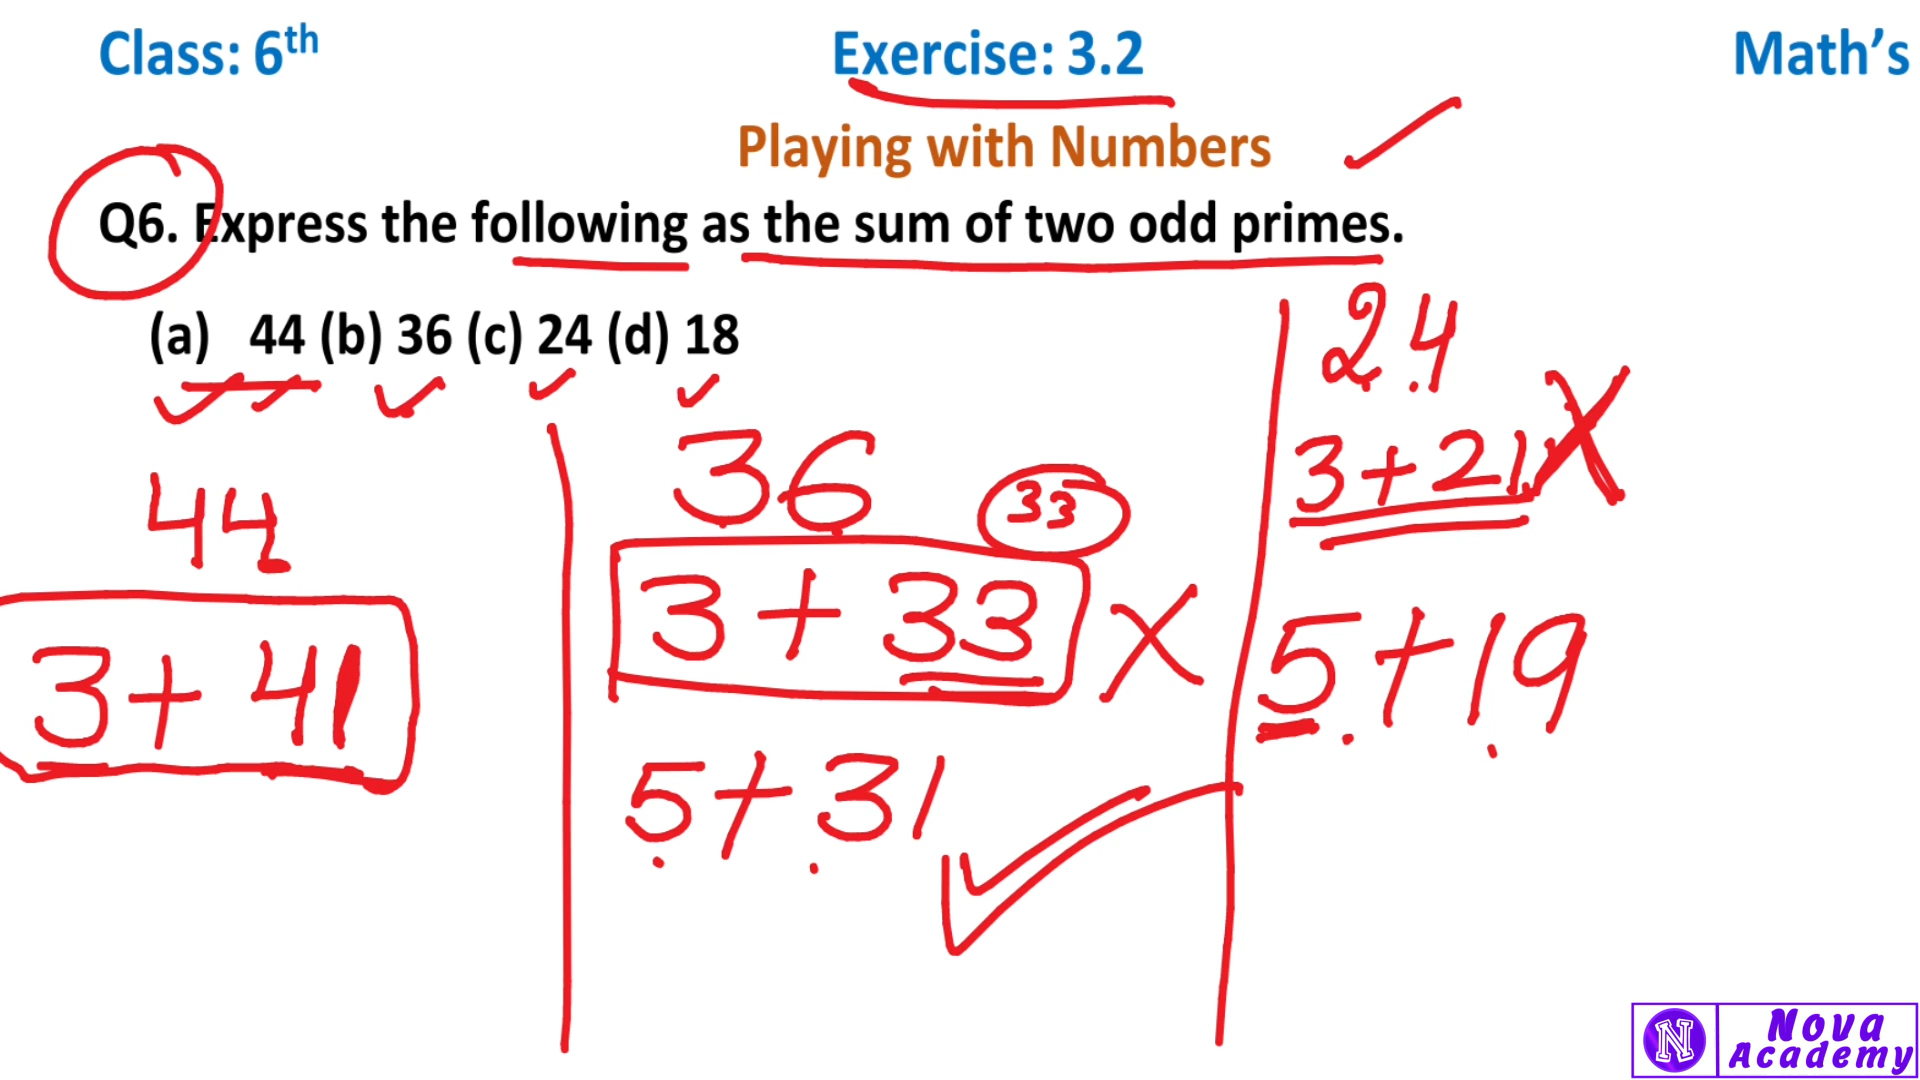 Class: 6th Exercise: 3.2 Math’s
Playing with Numbers
Q6. Express the following as the sum of two odd primes.
(a) 44 (b) 36 (c) 24 (d) 18
44
3 + 41
36
33
3 + 33
5 + 31
24
3 + 21
5 + 19
N Nova
Academy